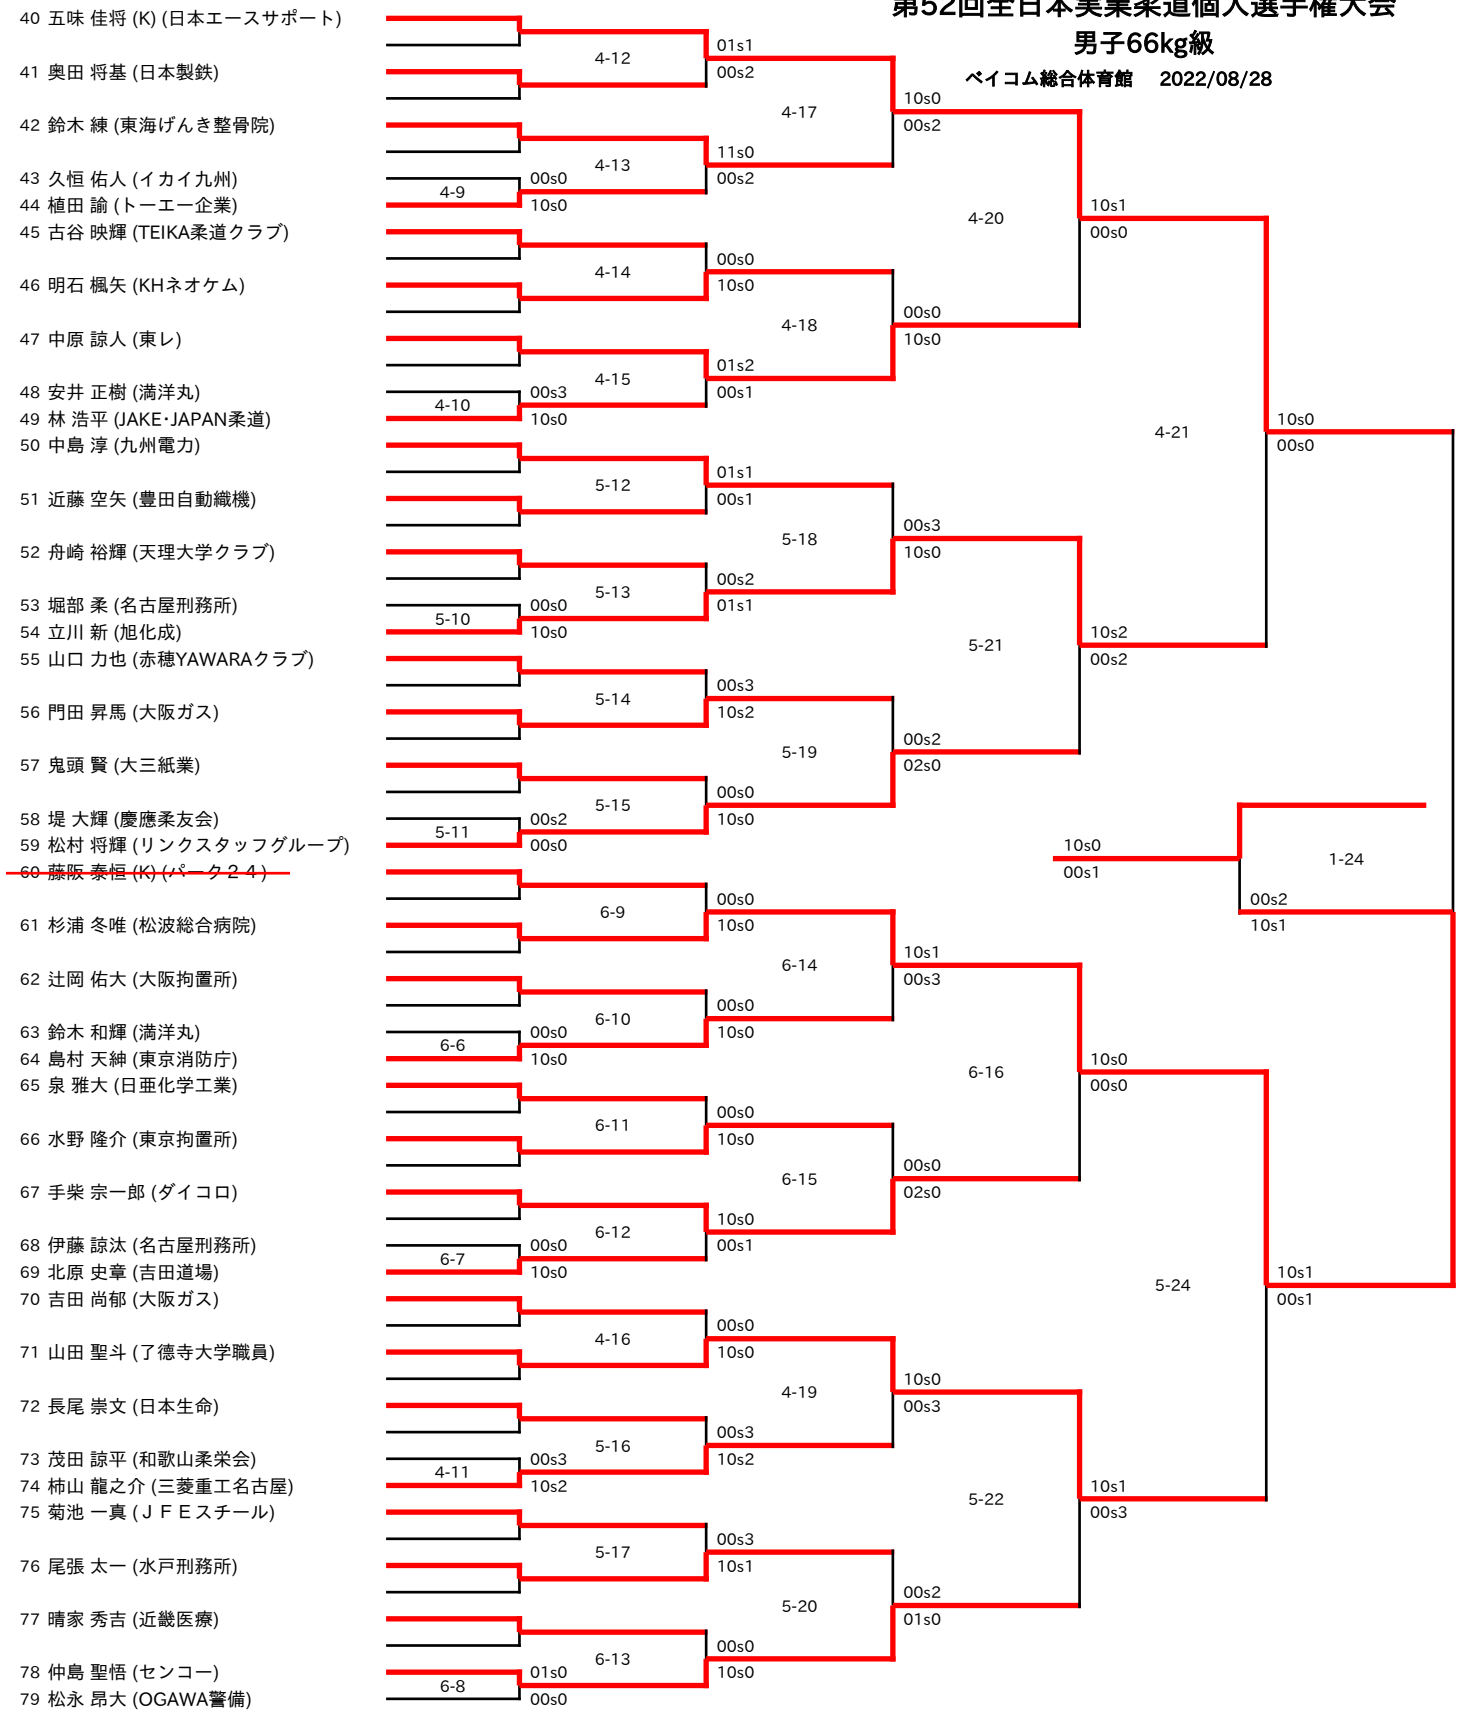 第52回全日本実業柔道個人選手権大会
男子66kg級
ベイコム総合体育館 2022/08/28
40 五味 佳将 (K) (日本エースサポート)
41 奥田 将基 (日本製鉄)
42 鈴木 練 (東海げんき整骨院)
43 久恒 佑人 (イカイ九州)
44 植田 諭 (トーエー企業)
45 古谷 映輝 (TEIKA柔道クラブ)
46 明石 楓矢 (KHネオケム)
47 中原 諒人 (東レ)
48 安井 正樹 (満洋丸)
49 林 浩平 (JAKE・JAPAN柔道)
50 中島 淳 (九州電力)
51 近藤 空矢 (豊田自動織機)
52 舟崎 裕輝 (天理大学クラブ)
53 堀部 柔 (名古屋刑務所)
54 立川 新 (旭化成)
55 山口 力也 (赤穂YAWARAクラブ)
56 門田 昇馬 (大阪ガス)
57 鬼頭 賢 (大三紙業)
58 堤 大輝 (慶應柔友会)
59 松村 将輝 (リンクスタッフグループ)
60 藤阪 泰恒 (K) (パーク２４)
61 杉浦 冬唯 (松波総合病院)
62 辻岡 佑大 (大阪拘置所)
63 鈴木 和輝 (満洋丸)
64 島村 天紳 (東京消防庁)
65 泉 雅大 (日亜化学工業)
66 水野 隆介 (東京拘置所)
67 手柴 宗一郎 (ダイコロ)
68 伊藤 諒汰 (名古屋刑務所)
69 北原 史章 (吉田道場)
70 吉田 尚郁 (大阪ガス)
71 山田 聖斗 (了德寺大学職員)
72 長尾 崇文 (日本生命)
73 茂田 諒平 (和歌山柔栄会)
74 柿山 龍之介 (三菱重工名古屋)
75 菊池 一真 (ＪＦＥスチール)
76 尾張 太一 (水戸刑務所)
77 晴家 秀吉 (近畿医療)
78 仲島 聖悟 (センコー)
79 松永 昂大 (OGAWA警備)
4-9
00s0
10s0
4-10
00s3
10s0
5-10
00s0
10s0
5-11
00s2
00s0
6-6
00s0
10s0
6-7
00s0
10s0
4-11
00s3
10s2
6-8
01s0
00s0
4-12
01s1
00s2
4-13
11s0
00s2
4-14
00s0
10s0
4-15
01s2
00s1
5-12
01s1
00s1
5-13
00s2
01s1
5-14
00s3
10s2
5-15
00s0
10s0
6-9
00s0
10s0
6-10
00s0
10s0
6-11
00s0
10s0
6-12
10s0
00s1
4-16
00s0
10s0
5-16
00s3
10s2
5-17
00s3
10s1
6-13
00s0
10s0
4-17
10s0
00s2
4-18
00s0
10s0
5-18
00s3
10s0
5-19
00s2
02s0
6-14
10s1
00s3
6-15
00s0
02s0
4-19
10s0
00s3
5-20
00s2
01s0
4-20
10s1
00s0
5-21
10s2
00s2
6-16
10s0
00s0
5-22
10s1
00s3
4-21
10s0
00s0
5-24
10s1
00s1
10s0
00s1
1-24
00s2
10s1